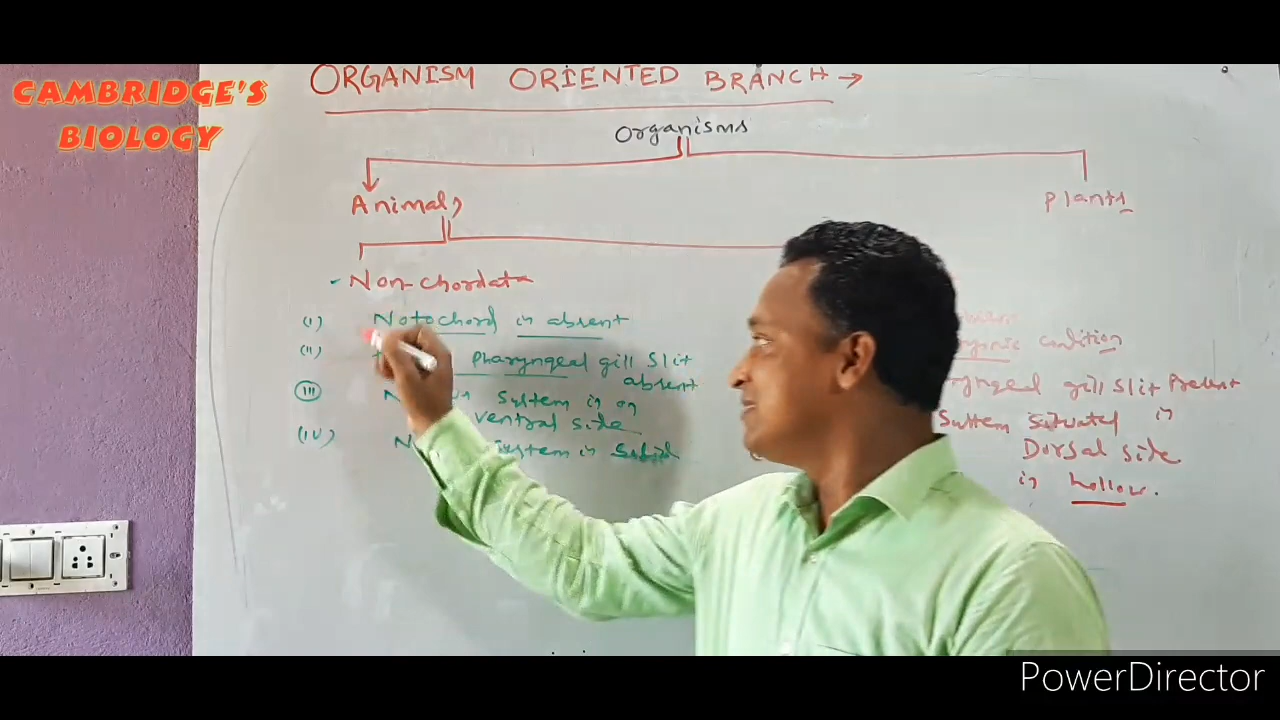 CAMBRIDGE'S
BIOLOGY
ORGANISM ORIENTED BRANCH →
Organisms
Animal,
Plants
Non-chordata
(I) Notochord is absent
(II) Pharyngeal gill slit
absent
(III) System is on
ventral side
(IV) System is Solid
condition
gill slit Present
System situated in
Dorsal side
is hollow.
PowerDirector